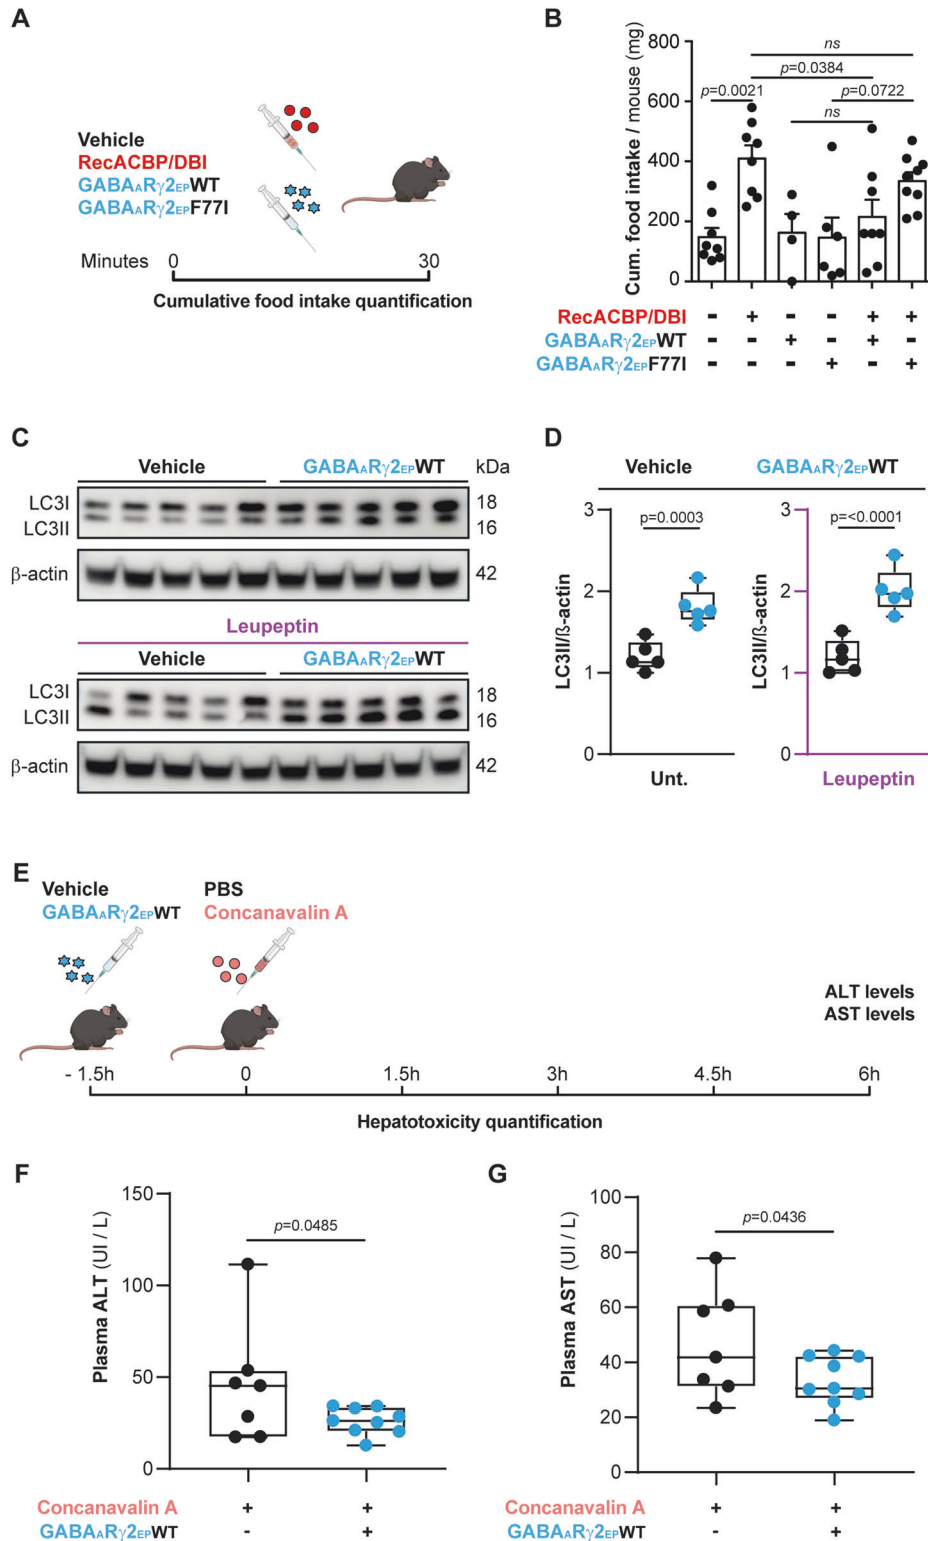 A
Vehicle
RecACBP/DBI
GABAARγ2EPWT
GABAARγ2EPF77I
Minutes 0 30
Cumulative food intake quantification
B
Cum. food intake / mouse (mg)
800
600
400
200
0
ns
p=0.0384
p=0.0021
p=0.0722
ns
RecACBP/DBI - + - - + +
GABAARγ2EPWT - - + - + -
GABAARγ2EPF77I - - - + - +
C
Vehicle GABAARγ2EPWT kDa
LC3I 18
LC3II 16
β-actin 42
Leupeptin
Vehicle GABAARγ2EPWT
LC3I 18
LC3II 16
β-actin 42
D
Vehicle GABAARγ2EPWT
LC3II/ß-actin
3
2
1
0
p=0.0003
Unt.
LC3II/ß-actin
3
2
1
0
p=<0.0001
Leupeptin
E
Vehicle PBS
GABAARγ2EPWT Concanavalin A
ALT levels
AST levels
- 1.5h 0 1.5h 3h 4.5h 6h
Hepatotoxicity quantification
F
Plasma ALT (UI / L)
150
100
50
0
p=0.0485
Concanavalin A + +
GABAARγ2EPWT - +
G
Plasma AST (UI / L)
100
80
60
40
20
0
p=0.0436
Concanavalin A + +
GABAARγ2EPWT - +